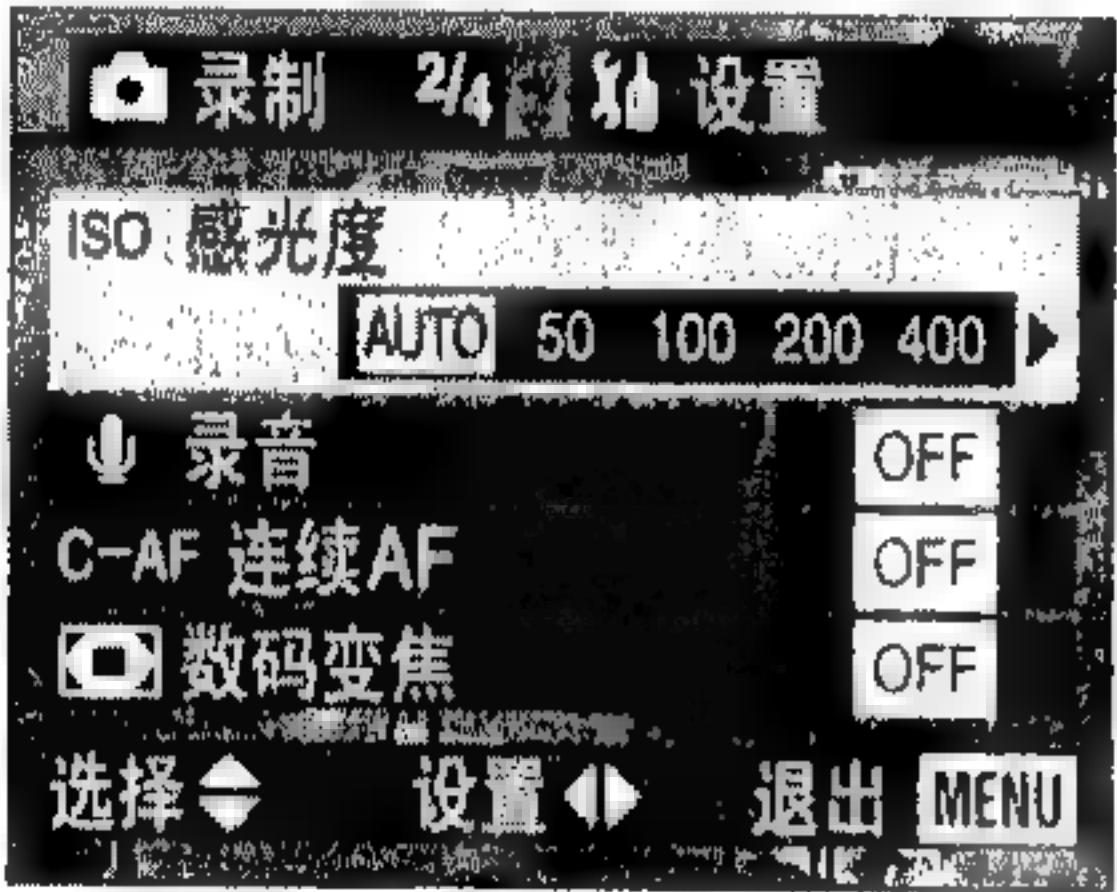 录制 2/4 设置
ISO 感光度
AUTO 50 100 200 400
录音 OFF
C-AF 连续AF OFF
数码变焦 OFF
选择 设置 退出 MENU